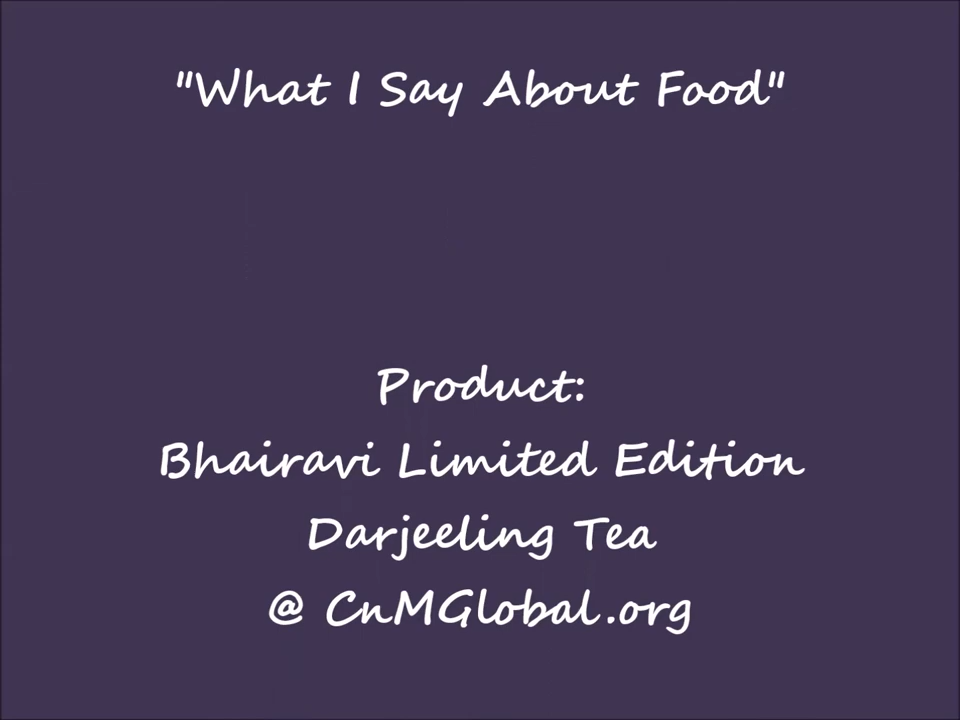 "What I Say About Food"
Product:
Bhairavi Limited Edition
Darjeeling Tea
@ CnMGlobal.org